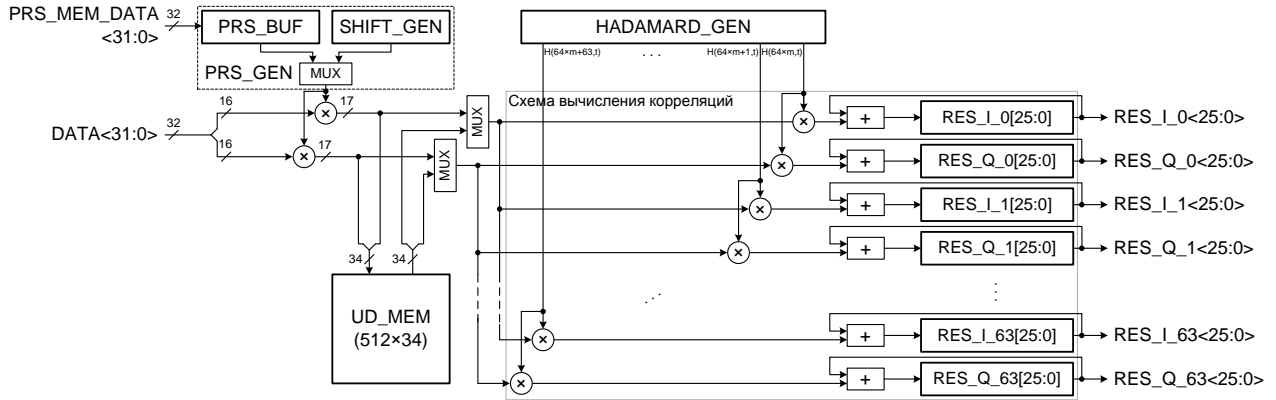 PRS_MEM_DATA
<31:0>
32
PRS_BUF
SHIFT_GEN
PRS_GEN
MUX
HADAMARD_GEN
H(64×m+63,t)
. . .
H(64×m+1,t)
H(64×m,t)
Схема вычисления корреляций
DATA<31:0>
32
16
16
×
×
17
17
MUX
MUX
34
34
UD_MEM
(512×34)
×
+
RES_I_0[25:0]
RES_I_0<25:0>
×
+
RES_Q_0[25:0]
RES_Q_0<25:0>
×
+
RES_I_1[25:0]
RES_I_1<25:0>
×
+
RES_Q_1[25:0]
RES_Q_1<25:0>
. . .
. . .
×
+
RES_I_63[25:0]
RES_I_63<25:0>
×
+
RES_Q_63[25:0]
RES_Q_63<25:0>